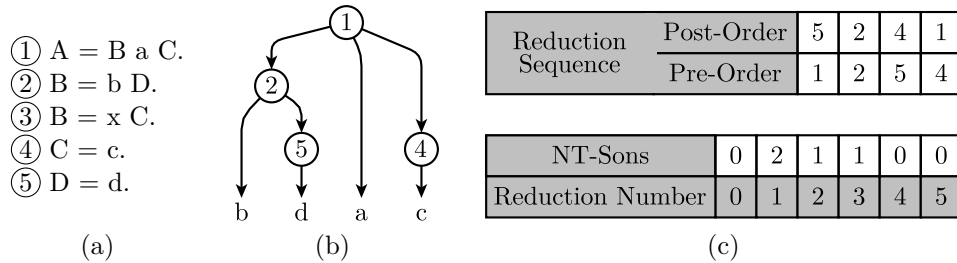 1 A = B a C.
2 B = b D.
3 B = x C.
4 C = c.
5 D = d.
(a)
1
2
5 4
b d a c
(b)
Reduction Sequence
Post-Order 5 2 4 1
Pre-Order 1 2 5 4
NT-Sons 0 2 1 1 0 0
Reduction Number 0 1 2 3 4 5
(c)